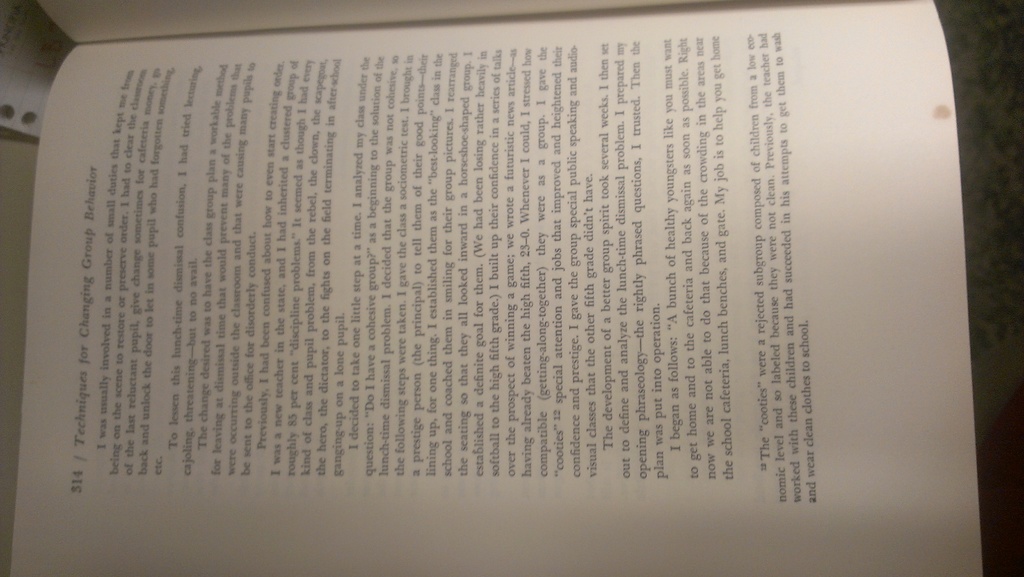 314 / Techniques for Changing Group Behavior
I was usually involved in a number of small duties that kept me from
being on the scene to restore or preserve order. I had to clear the classroom
of the last reluctant pupil, give change sometimes for cafeteria money, go
back and unlock the door to let in some pupil who had forgotten something,
etc.
To lessen this lunch-time dismissal confusion, I had tried lecturing,
cajoling, threatening—but to no avail.
The change desired was to have the class group plan a workable method
for leaving at dismissal time that would prevent many of the problems that
were occurring outside the classroom and that were causing many pupils to
be sent to the office for disorderly conduct.
Previously, I had been confused about how to even start creating order.
I was a new teacher in the state, and I had inherited a clustered group of
roughly 85 per cent "discipline problems." It seemed as though I had every
kind of class and pupil problem, from the rebel, the clown, the scapegoat,
the hero, the dictator, to the fights on the field terminating in after-school
ganging-up on a lone pupil.
I decided to take one little step at a time. I analyzed my class under the
question: "Do I have a cohesive group?" as a beginning to the solution of the
lunch-time dismissal problem. I decided that the group was not cohesive, so
the following steps were taken. I gave the class a sociometric test. I brought in
a prestige person (the principal) to tell them of their good points—their
lining up, for one thing. I established them as the "best-looking" class in the
school and coached them in smiling for their group pictures. I rearranged
the seating so that they all looked inward in a horseshoe-shaped group. I
established a definite goal for them. (We had been losing rather heavily in
softball to the high fifth grade.) I built up their confidence in a series of talks
over the prospect of winning a game; we wrote a futuristic news article—as
having already beaten the high fifth, 23–0. Whenever I could, I stressed how
compatible (getting-along-together) they were as a group. I gave the
"cooties" 12 special attention and jobs that improved and heightened their
confidence and prestige. I gave the group special public speaking and audio-
visual classes that the other fifth grade didn't have.
The development of a better group spirit took several weeks. I then set
out to define and analyze the lunch-time dismissal problem. I prepared my
opening phraseology—the rightly phrased questions, I trusted. Then the
plan was put into operation.
I began as follows: "A bunch of healthy youngsters like you must want
to get home and to the cafeteria and back again as soon as possible. Right
now we are not able to do that because of the crowding in the areas near
the school cafeteria, lunch benches, and gate. My job is to help you get home
12 The "cooties" were a rejected subgroup composed of children from a low eco-
nomic level and so labeled because they were not clean. Previously, the teacher had
worked with these children and had succeeded in his attempts to get them to wash
and wear clean clothes to school.